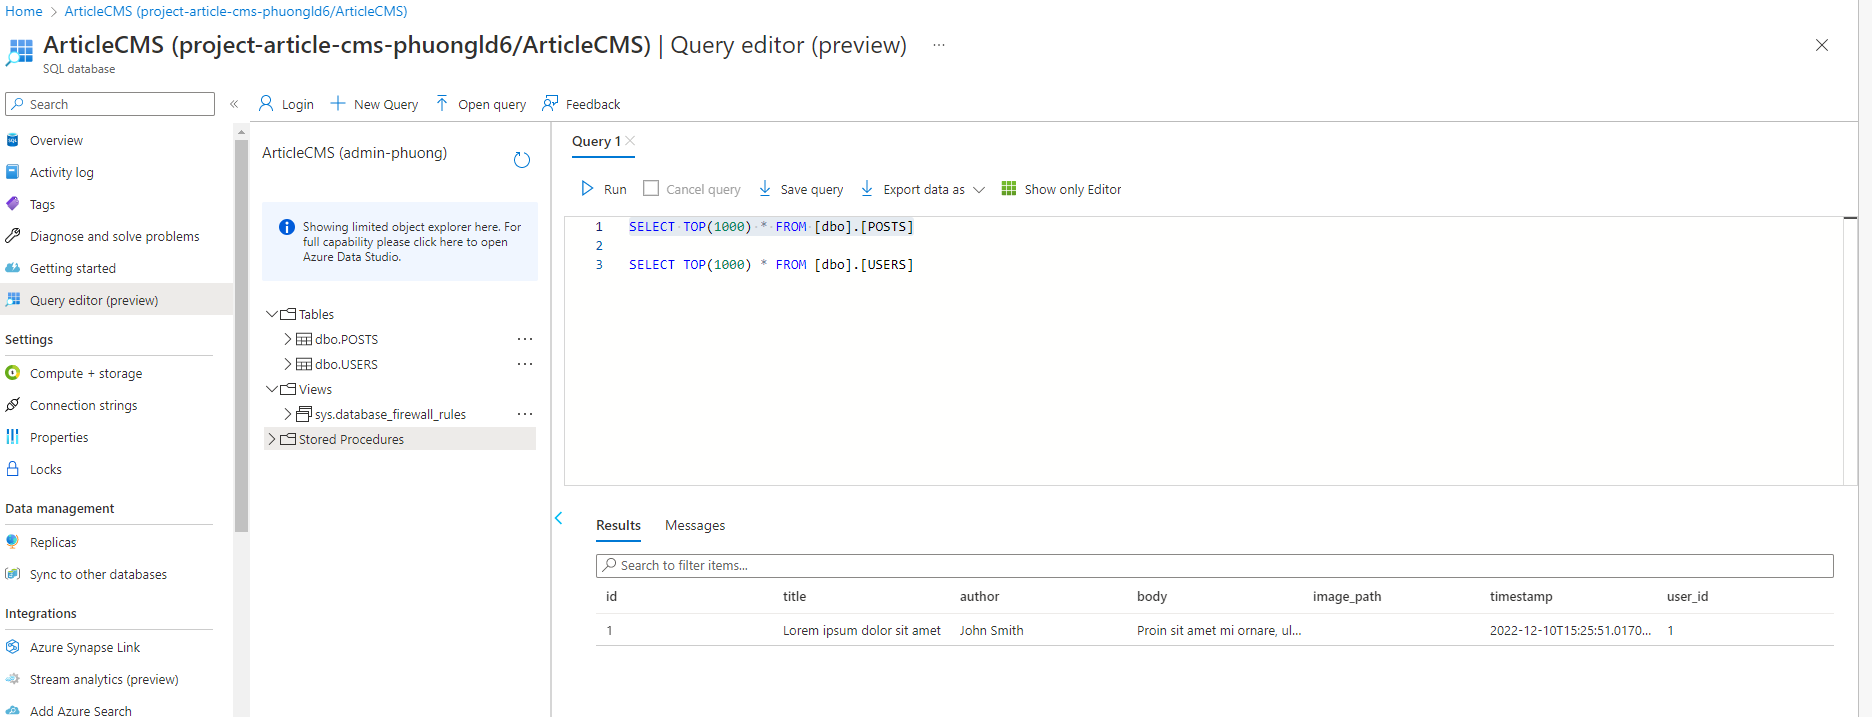 Home > ArticleCMS (project-article-cms-phuongld6/ArticleCMS)
ArticleCMS (project-article-cms-phuongld6/ArticleCMS) | Query editor (preview) ...
SQL database
Search
«
Overview
Activity log
Tags
Diagnose and solve problems
Getting started
Query editor (preview)
Settings
Compute + storage
Connection strings
Properties
Locks
Data management
Replicas
Sync to other databases
Integrations
Azure Synapse Link
Stream analytics (preview)
Add Azure Search
Login New Query Open query Feedback
ArticleCMS (admin-phuong)
Showing limited object explorer here. For
full capability please click here to open
Azure Data Studio.
Tables
dbo.POSTS ...
dbo.USERS ...
Views
sys.database_firewall_rules ...
Stored Procedures
Query 1
Run Cancel query Save query Export data as Show only Editor
1 SELECT TOP(1000) * FROM [dbo].[POSTS]
2
3 SELECT TOP(1000) * FROM [dbo].[USERS]
Results Messages
Search to filter items...
id title author body image_path timestamp user_id
1 Lorem ipsum dolor sit amet John Smith Proin sit amet mi ornare, ul... 2022-12-10T15:25:51.0170... 1